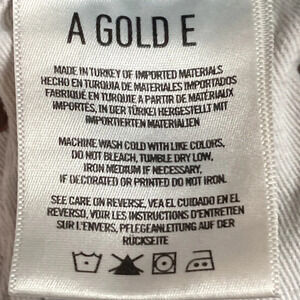 A GOLD E
MADE IN TURKEY OF IMPORTED MATERIALS
HECHO EN TURQUIA DE MATERIALES IMPORTADOS
FABRIQUÉ EN TURQUIE A PARTIR DE MATÉRIAUX
IMPORTÉS, IN DER TÜRKEI HERGESTELLT MIT
IMPORTIERTEN MATERIALIEN
MACHINE WASH COLD WITH LIKE COLORS,
DO NOT BLEACH, TUMBLE DRY LOW,
IRON MEDIUM IF NECESSARY,
IF DECORATED OR PRINTED DO NOT IRON.
SEE CARE ON REVERSE, VEA EL CUIDADO EN EL
REVERSO, VOIR LES INSTRUCTIONS D'ENTRETIEN
SUR L'ENVERS, PFLEGEANLEITUNG AUF DER
RÜCKSEITE